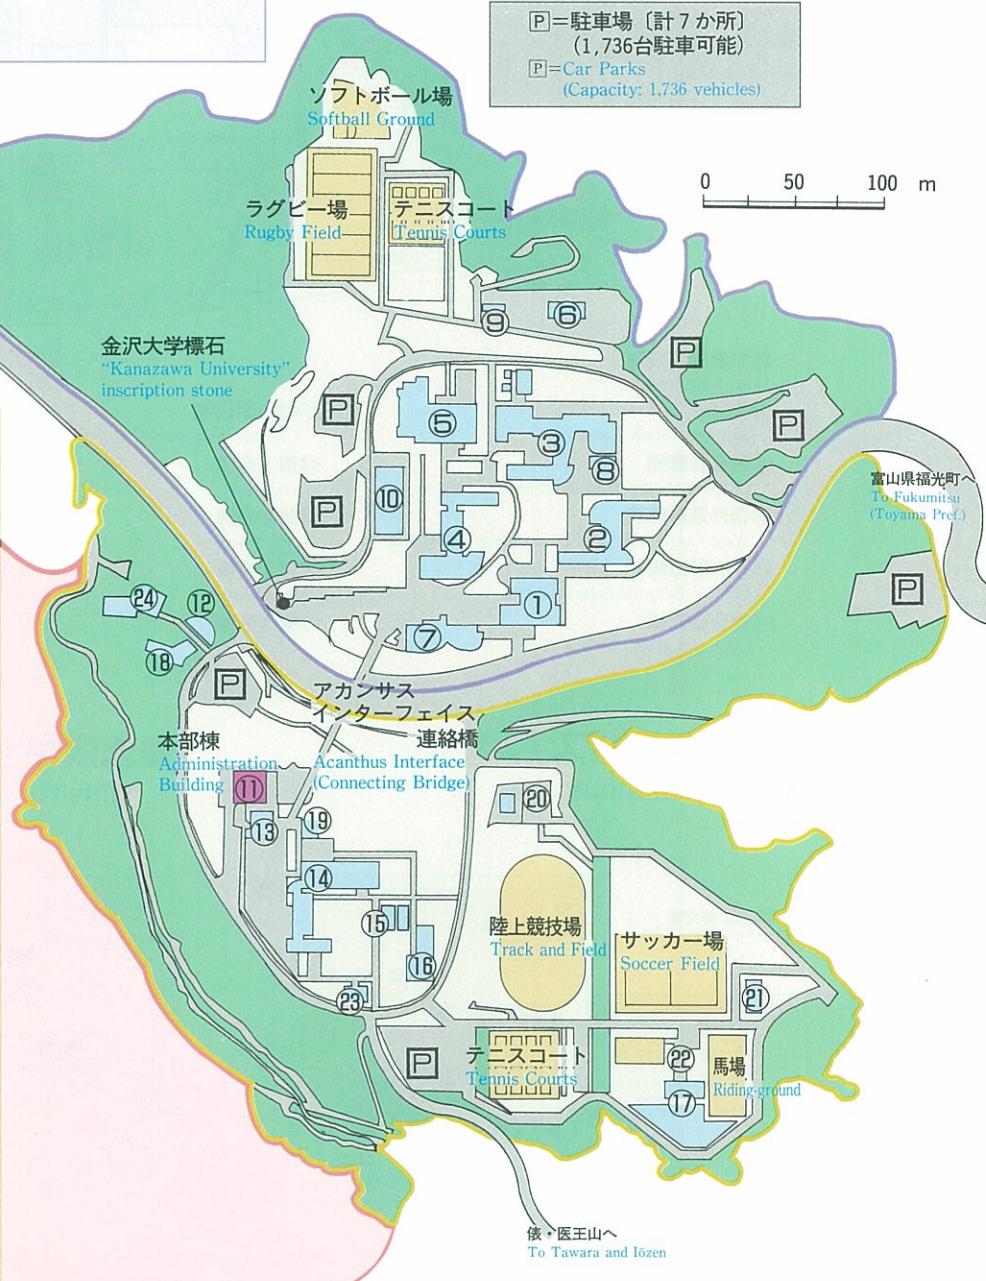 P=駐車場〔計7か所〕
(1,736台駐車可能)
P=Car Parks
(Capacity: 1,736 vehicles)
ソフトボール場
Softball Ground
0 50 100 m
ラグビー場
Rugby Field
テニスコート
Tennis Courts
⑨
⑥
金沢大学標石
“Kanazawa University”
inscription stone
P
P
P
⑤
③
⑧
富山県福光町へ
To Fukumitsu
(Toyama Pref.)
⑩
P
④
②
P
①
⑦
㉔
⑫
⑱
P
アカンサス
インターフェイス
連絡橋
Acanthus Interface
(Connecting Bridge)
本部棟
Administration
Building
⑪
⑬
⑲
⑳
⑭
⑮
⑯
陸上競技場
Track and Field
サッカー場
Soccer Field
㉑
㉓
P
テニスコート
Tennis Courts
㉒
⑰
馬場
Riding-ground
俵・医王山へ
To Tawara and Iōzen